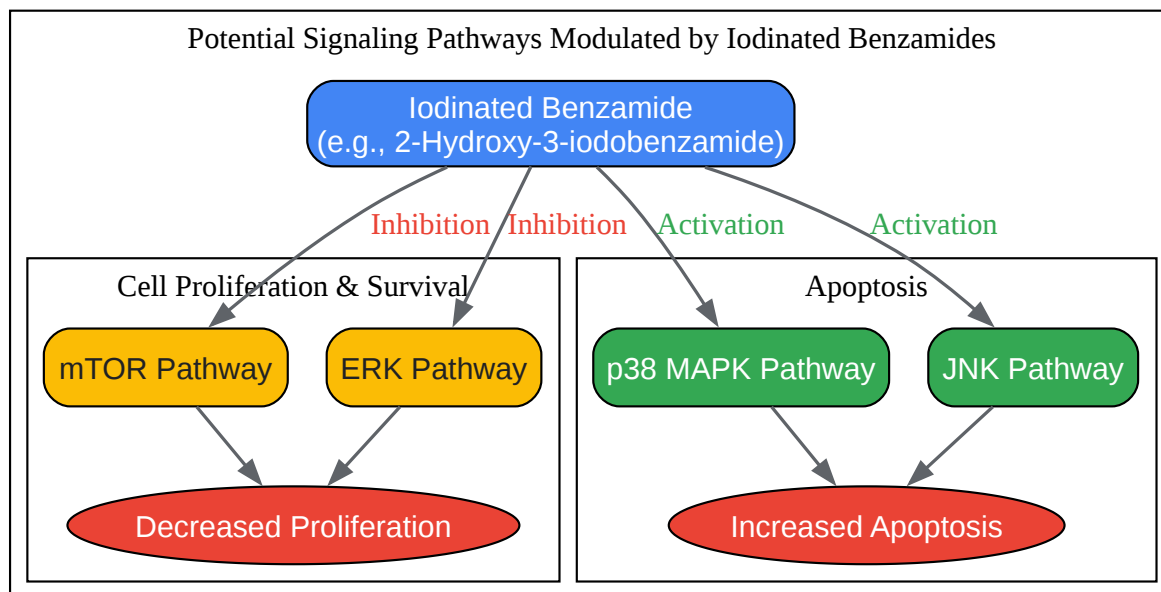 Potential Signaling Pathways Modulated by Iodinated Benzamides
Iodinated Benzamide
(e.g., 2-Hydroxy-3-iodobenzamide)
Inhibition
Inhibition
Activation
Activation
Cell Proliferation & Survival
Apoptosis
mTOR Pathway
ERK Pathway
p38 MAPK Pathway
JNK Pathway
Decreased Proliferation
Increased Apoptosis